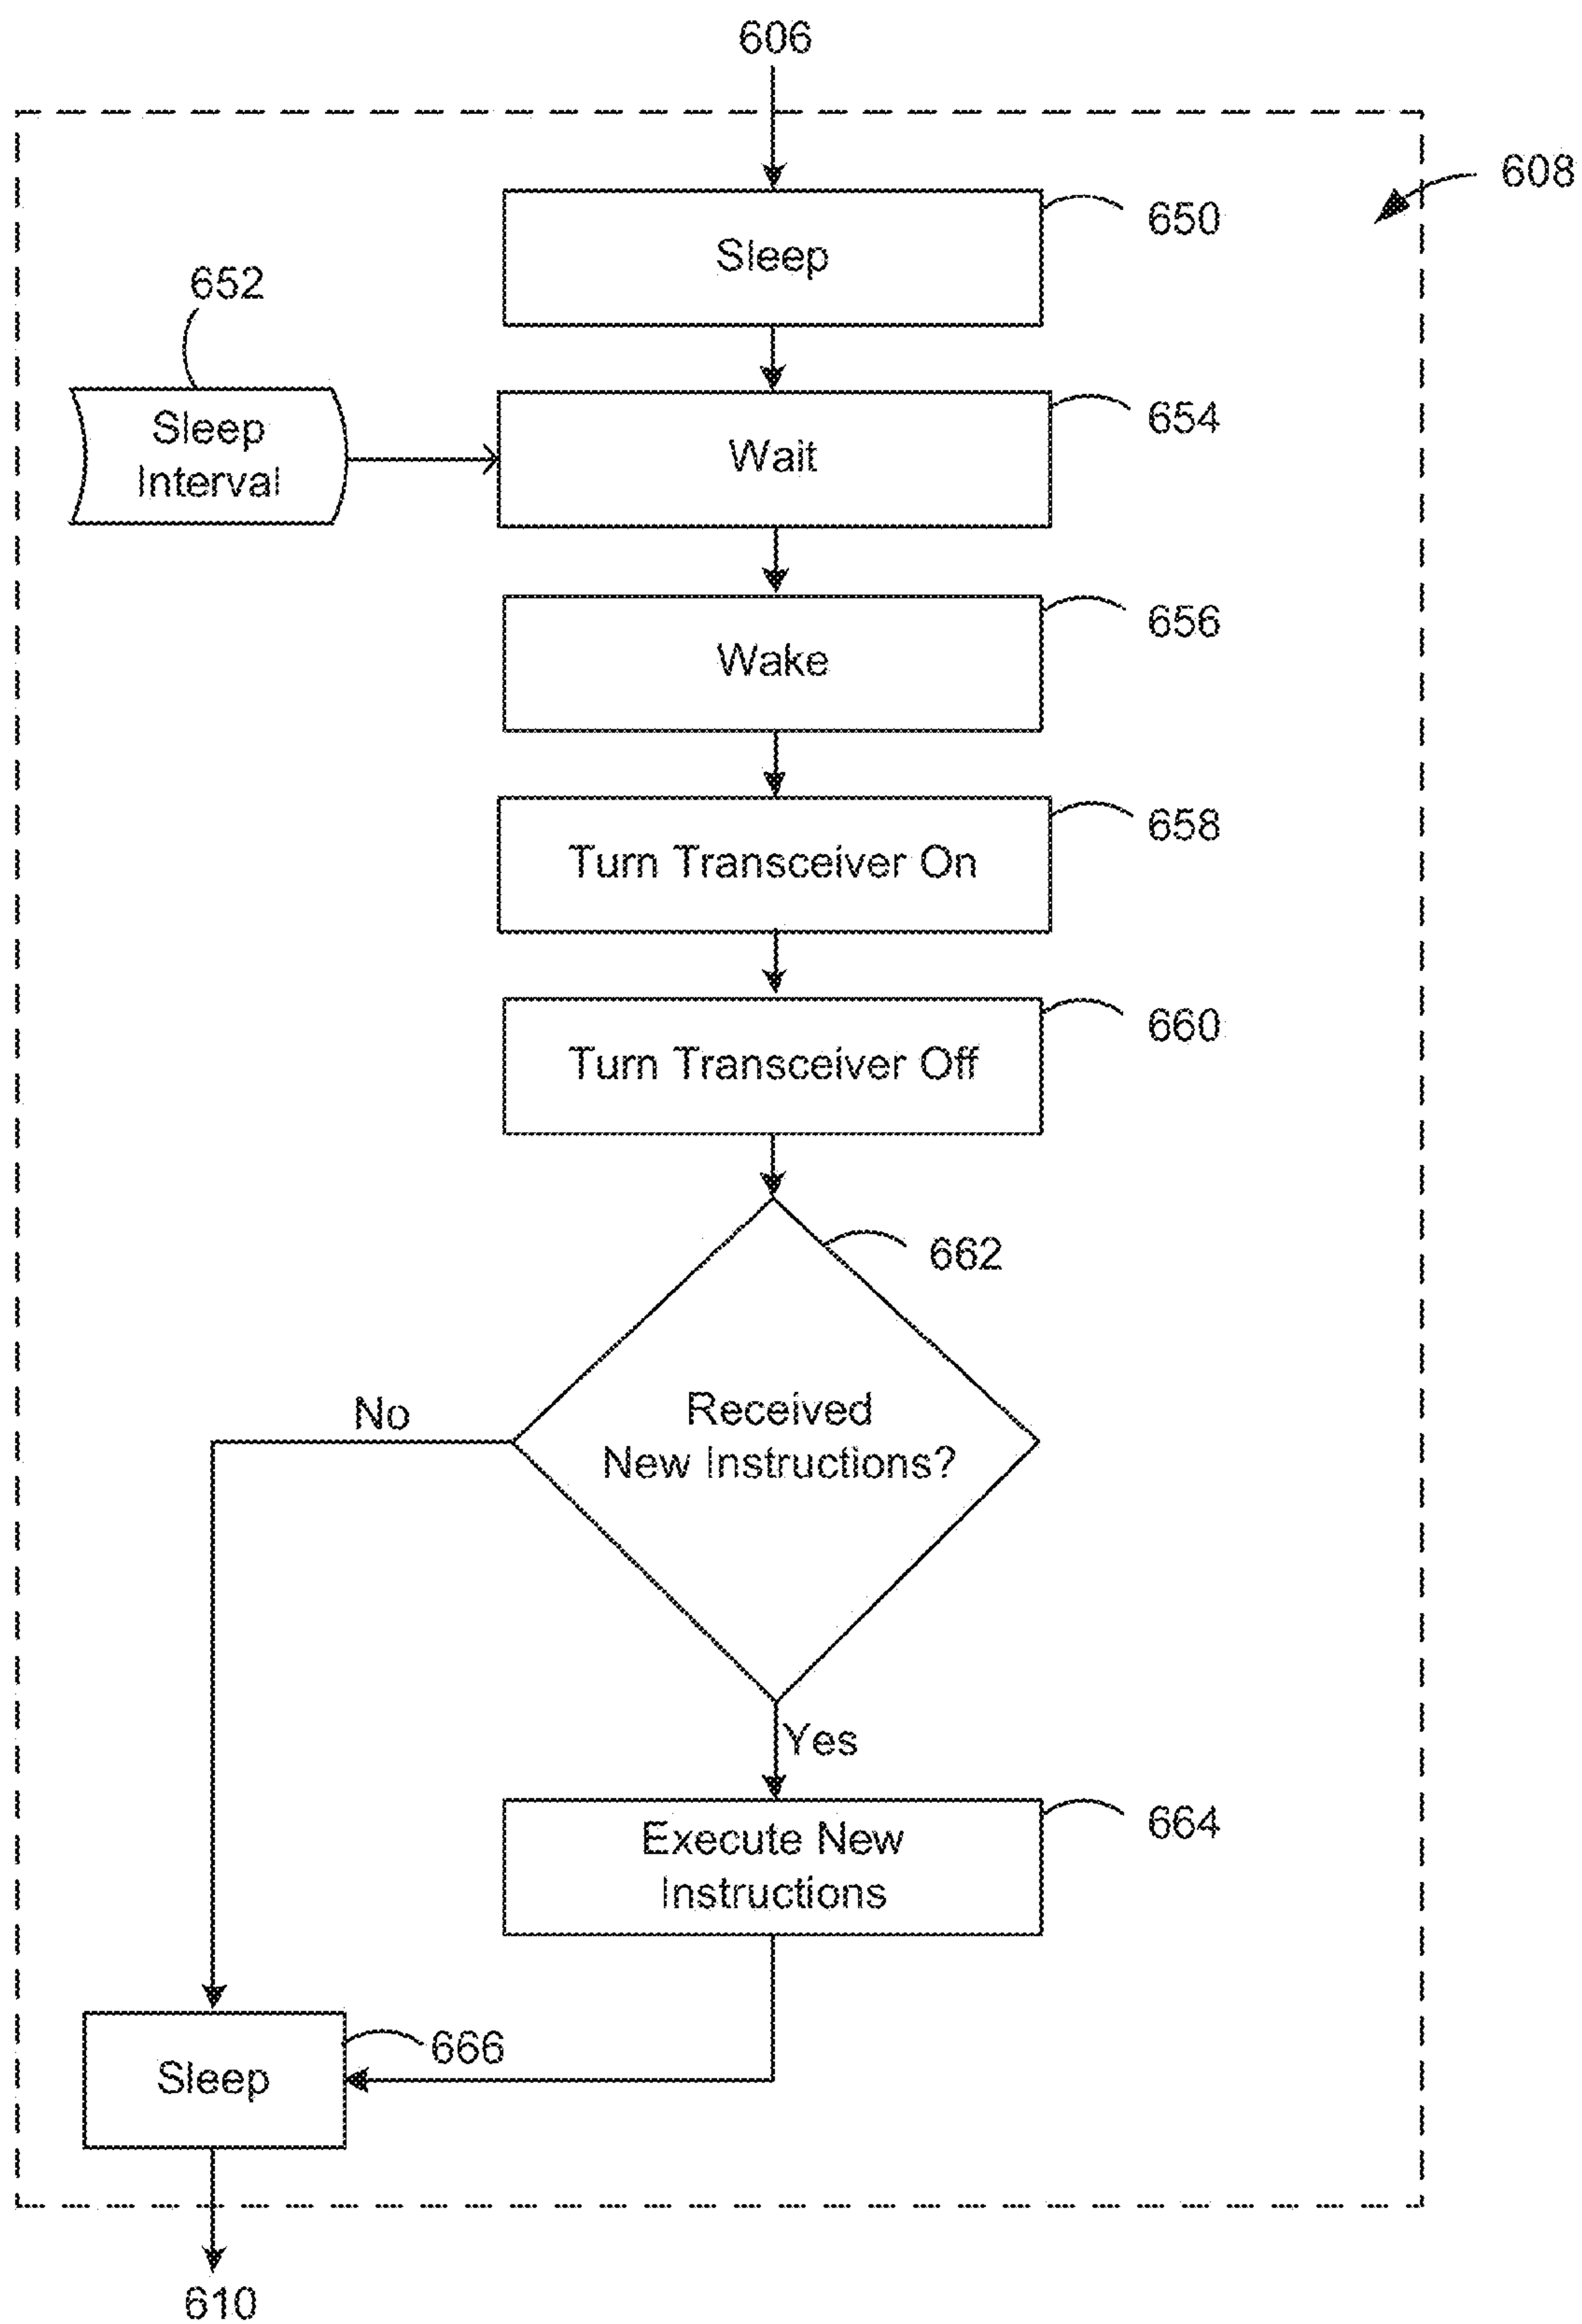 606
608
650
Sleep
652
Sleep
Interval
654
Wait
656
Wake
658
Turn Transceiver On
660
Turn Transceiver Off
662
Received
New Instructions?
No
Yes
664
Execute New
Instructions
666
Sleep
610